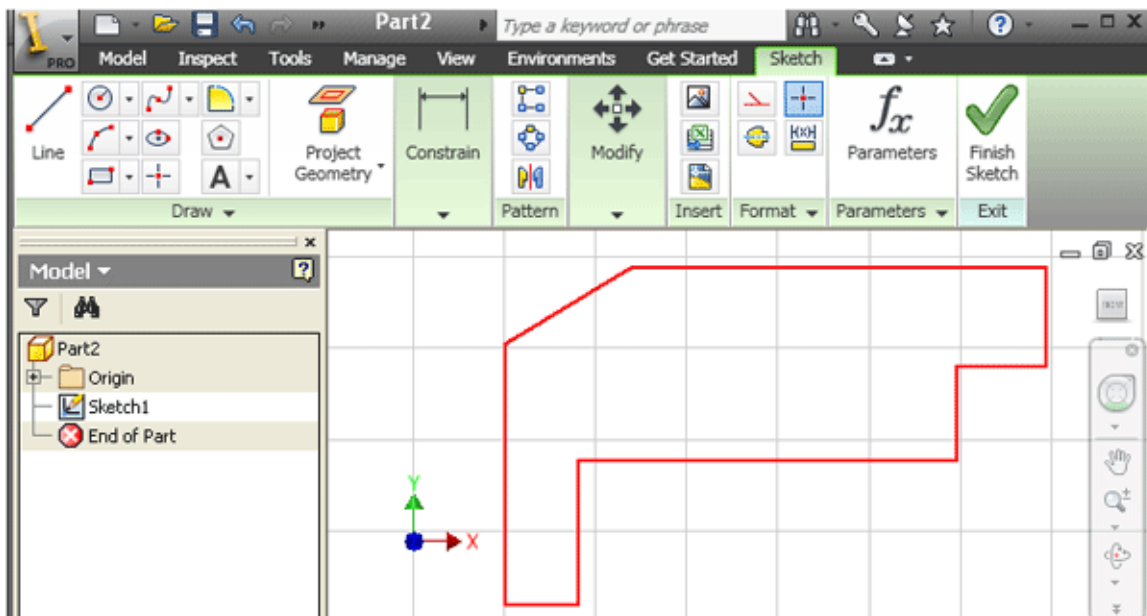 Part2 Type a keyword or phrase
PRO Model Inspect Tools Manage View Environments Get Started Sketch
Line Project Geometry Constrain Modify Parameters Finish Sketch
Draw Pattern Insert Format Parameters Exit
Model
Part2
Origin
Sketch1
End of Part
Y
X